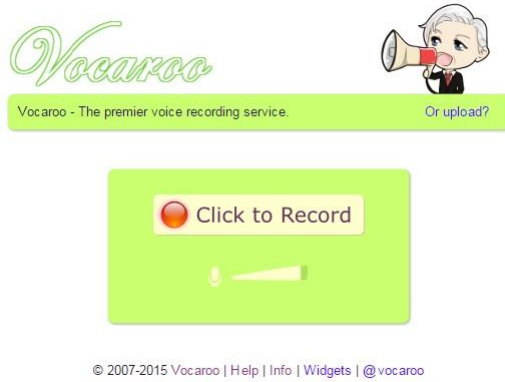 Vocaroo
Vocaroo - The premier voice recording service. Or upload?
Click to Record
© 2007-2015 Vocaroo | Help | Info | Widgets | @vocaroo